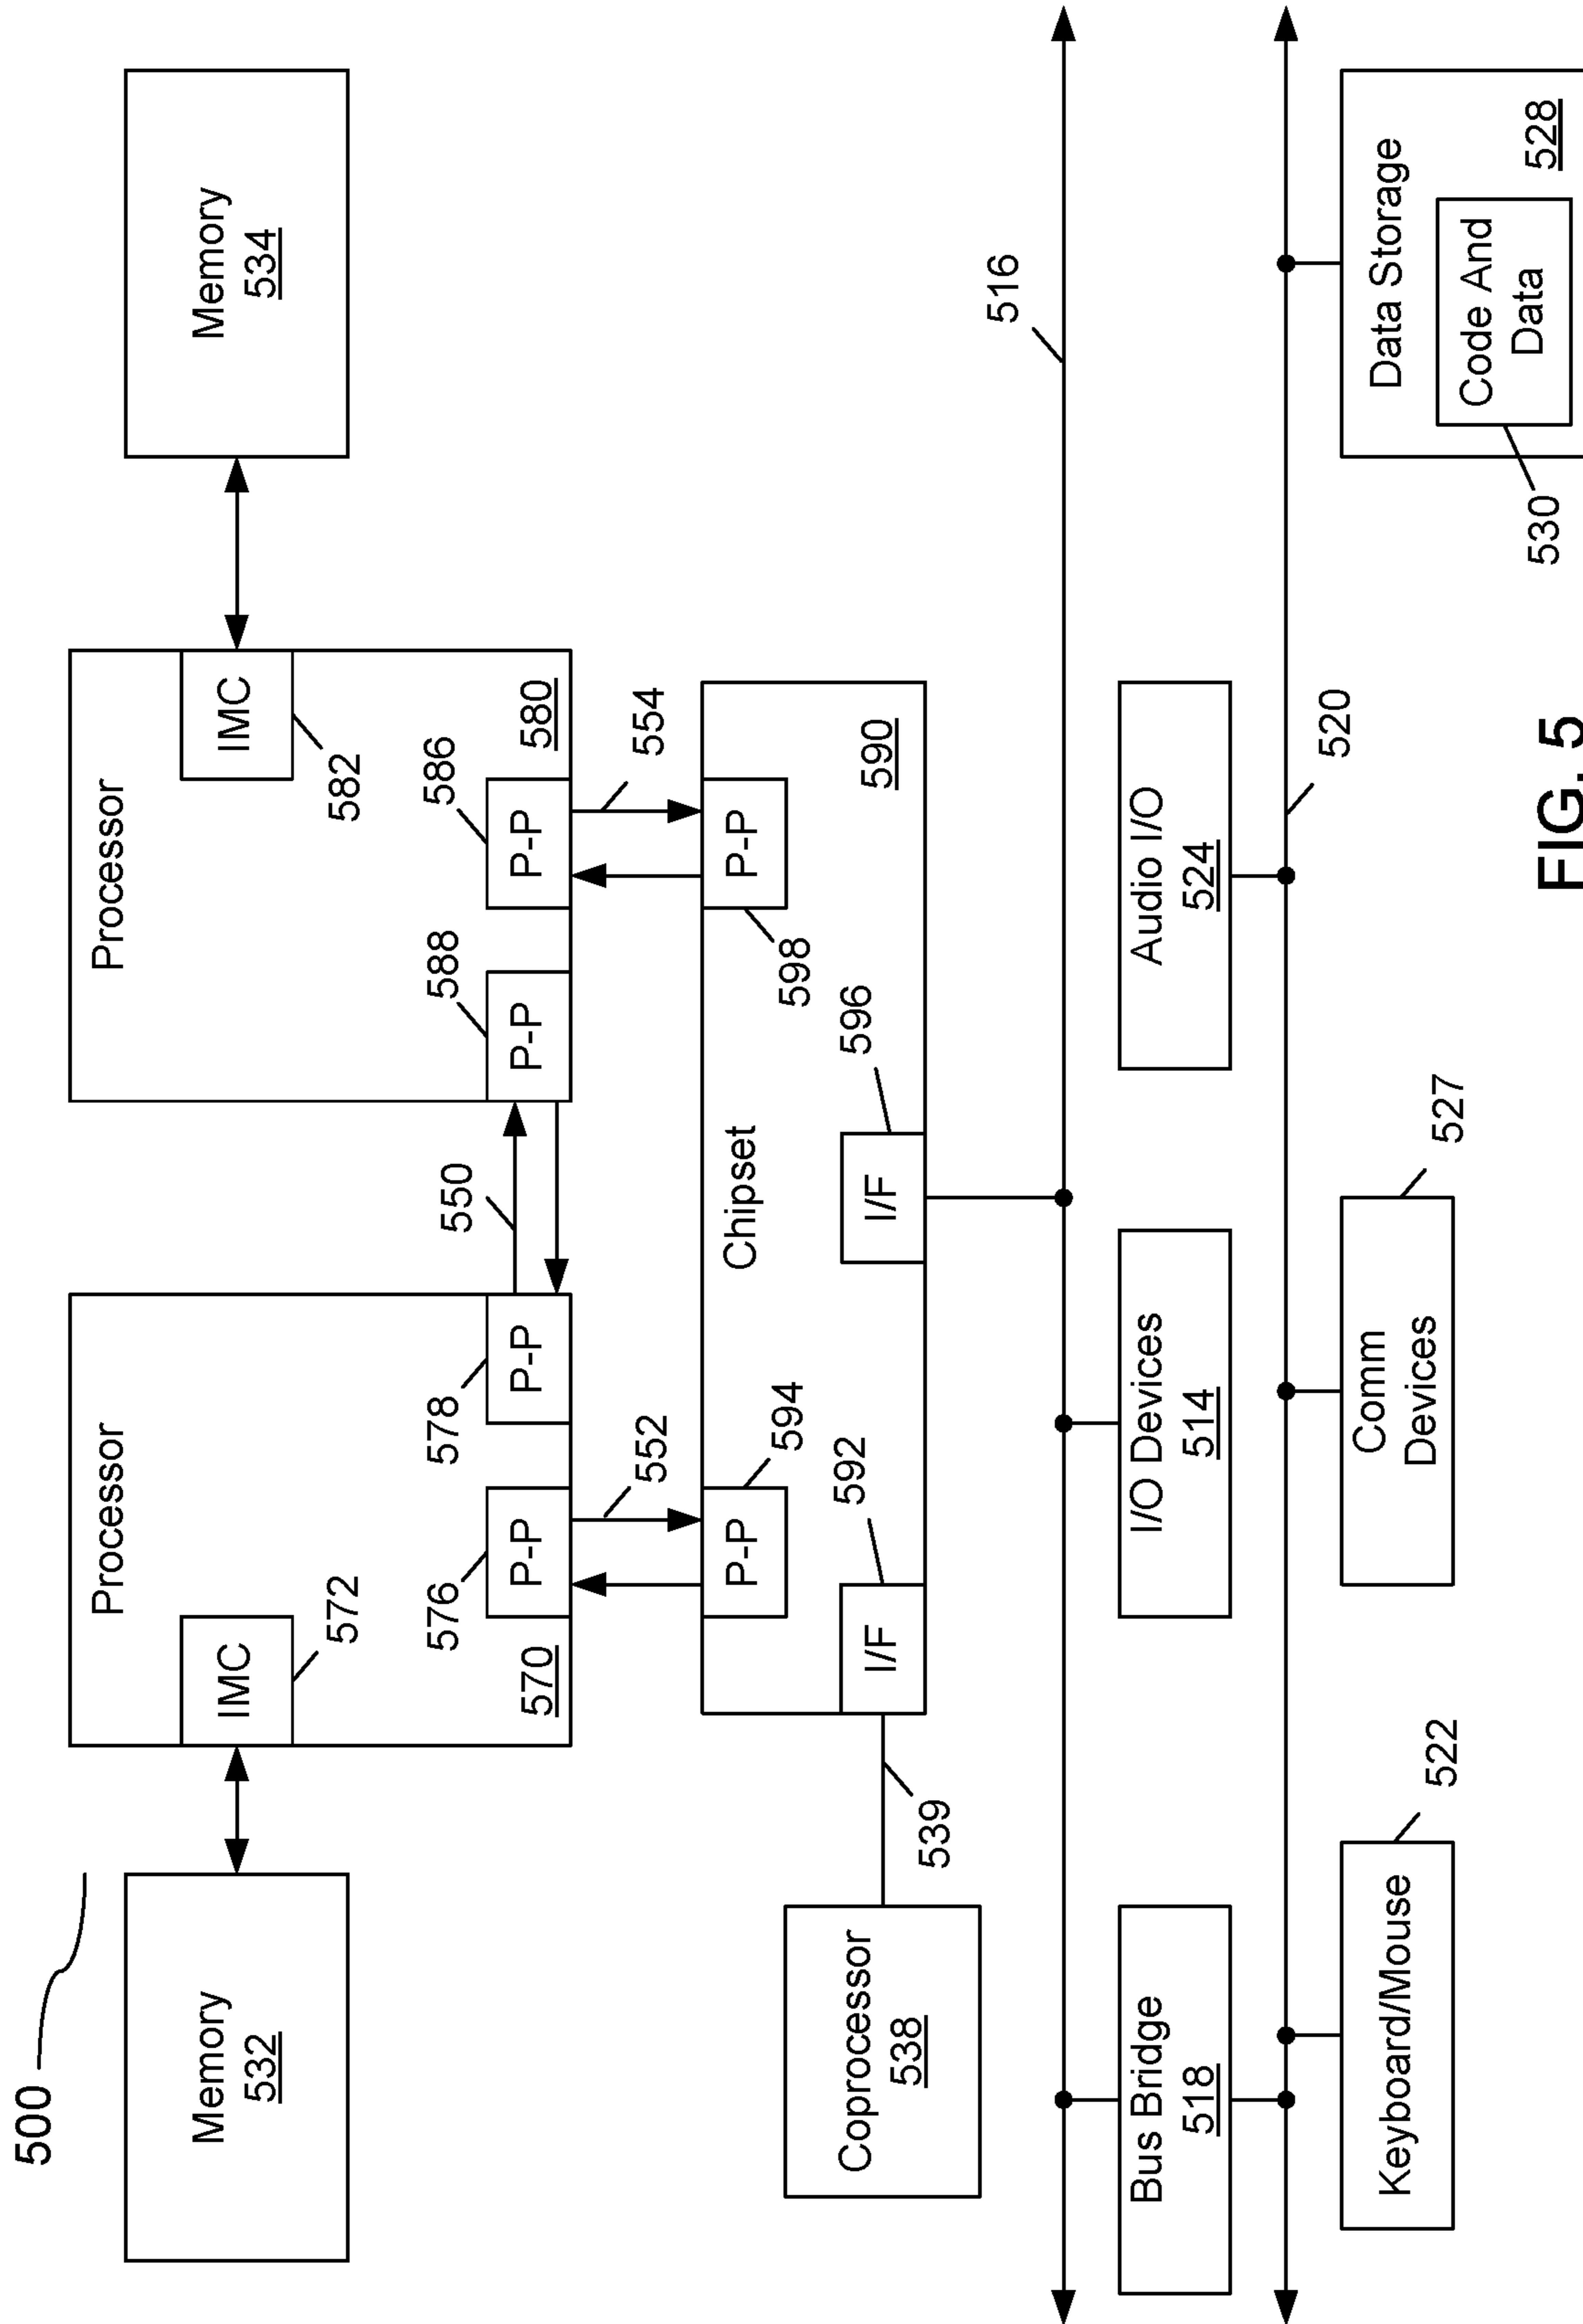 500
Memory
532
Processor
IMC
572
570
576
P-P
578
P-P
550
Processor
IMC
582
580
588
P-P
586
P-P
Memory
534
552
554
Chipset
590
594
P-P
598
P-P
592
I/F
596
I/F
Coprocessor
538
539
516
Bus Bridge
518
I/O Devices
514
Audio I/O
524
520
Keyboard/Mouse
522
Comm
Devices
527
Data Storage
528
Code And
Data
530
FIG. 5